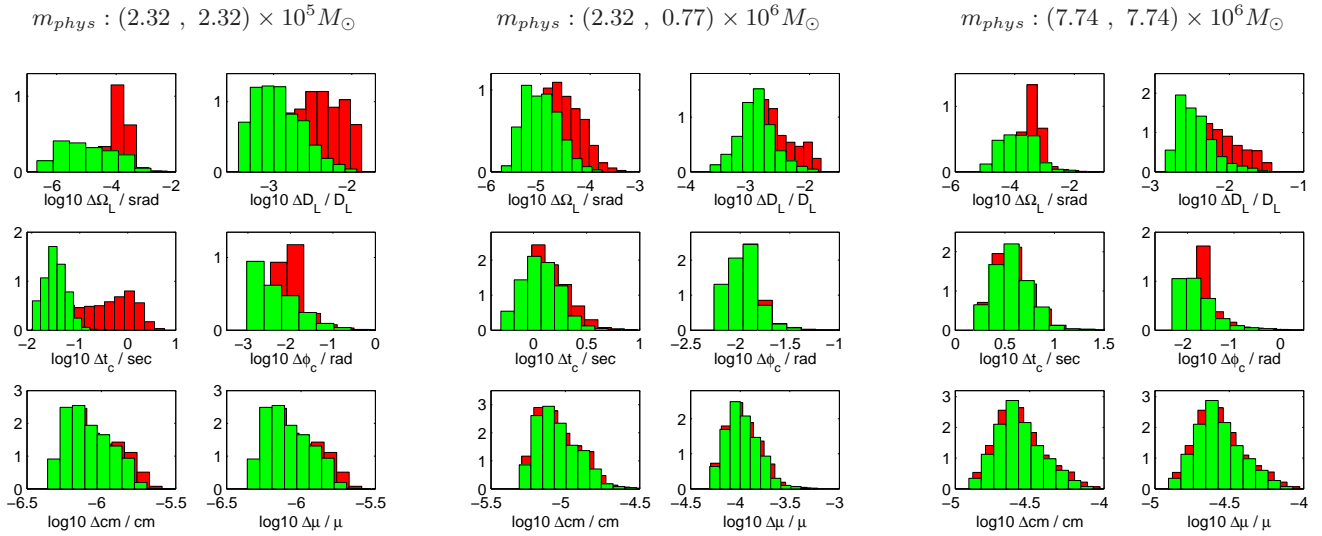 m_phys : (2.32 , 2.32) × 10^5 M_⊙
m_phys : (2.32 , 0.77) × 10^6 M_⊙
m_phys : (7.74 , 7.74) × 10^6 M_⊙
1
0
−6 −4 −2
log10 ΔΩ_L / srad
1
0
−3 −2
log10 ΔD_L / D_L
1
0
−6 −5 −4 −3
log10 ΔΩ_L / srad
1
0
−4 −3 −2
log10 ΔD_L / D_L
1
0
−6 −4 −2
log10 ΔΩ_L / srad
2
1
0
−3 −2 −1
log10 ΔD_L / D_L
2
1
0
−2 −1 0 1
log10 Δt_c / sec
1
0
−3 −2 −1 0
log10 Δϕ_c / rad
2
1
0
0 0.5 1
log10 Δt_c / sec
2
1
0
−2.5 −2 −1.5 −1
log10 Δϕ_c / rad
2
1
0
0 0.5 1 1.5
log10 Δt_c / sec
2
1
0
−2 −1 0
log10 Δϕ_c / rad
3
2
1
0
−6.5 −6 −5.5
log10 Δcm / cm
3
2
1
0
−6.5 −6 −5.5
log10 Δμ / μ
3
2
1
0
−5.5 −5 −4.5
log10 Δcm / cm
2
1
0
−4 −3
log10 Δμ / μ
3
2
1
0
−5 −4.5 −4
log10 Δcm / cm
3
2
1
0
−5 −4.5 −4
log10 Δμ / μ